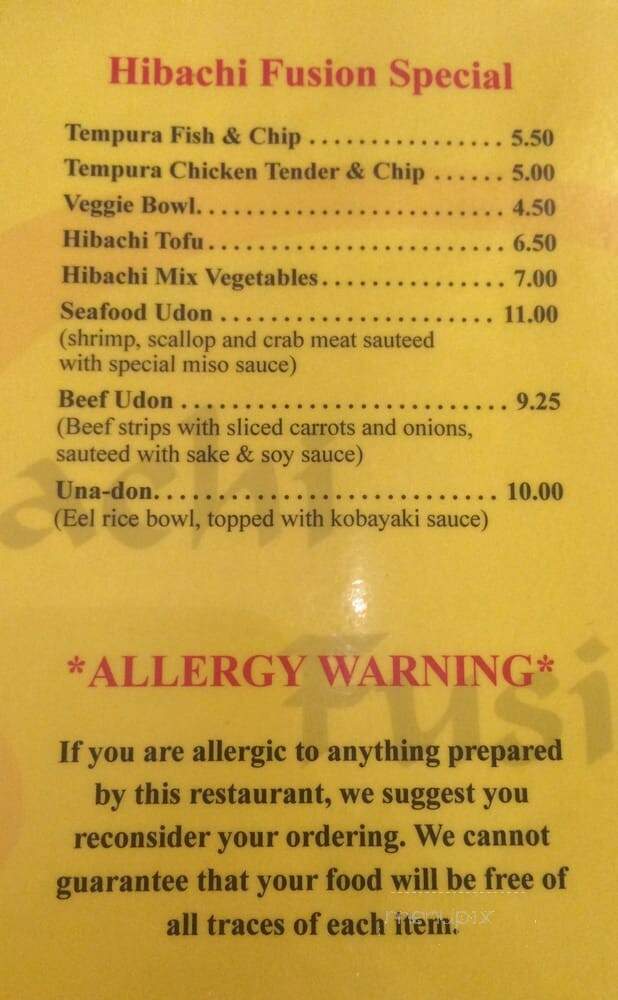 Hibachi Fusion Special
Tempura Fish & Chip ................ 5.50
Tempura Chicken Tender & Chip ...... 5.00
Veggie Bowl.......................... 4.50
Hibachi Tofu......................... 6.50
Hibachi Mix Vegetables................ 7.00
Seafood Udon ....................... 11.00
(shrimp, scallop and crab meat sauteed
with special miso sauce)
Beef Udon ............................ 9.25
(Beef strips with sliced carrots and onions,
sauteed with sake & soy sauce)
Una-don............................. 10.00
(Eel rice bowl, topped with kobayaki sauce)
achi
Fusi
*ALLERGY WARNING*
If you are allergic to anything prepared
by this restaurant, we suggest you
reconsider your ordering. We cannot
guarantee that your food will be free of
all traces of each item.
menupix